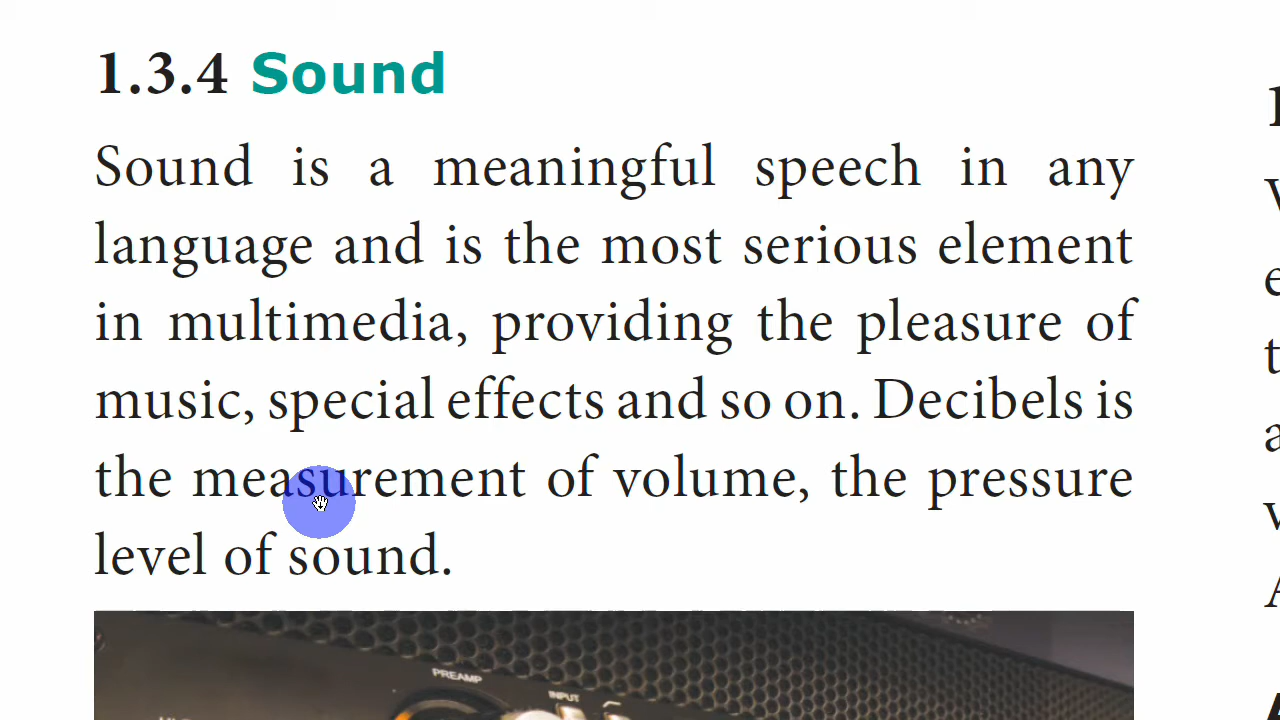 1.3.4 Sound
Sound is a meaningful speech in any
language and is the most serious element
in multimedia, providing the pleasure of
music, special effects and so on. Decibels is
the measurement of volume, the pressure
level of sound.
PREAMP
INPUT